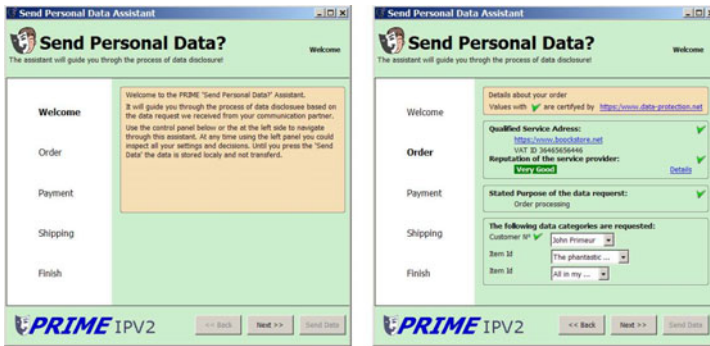 Send Personal Data Assistant
Send Personal Data?
Welcome
The assistant will guide you throgh the process of data disclosure!
Welcome
Order
Payment
Shipping
Finish
Welcome to the PRIME 'Send Personal Data?' Assistant.
It will guide you through the process of data disclosuee based on
the data request we received from your communication partner.
Use the control panel below or the at the left side to navigate
through this assistant. At any time using the left panel you could
inspect all your settings and decisions. Until you press the 'Send
Data' the data is stored localy and not transferd.
PRIME IPV2
<< Back
Next >>
Send Data
Send Personal Data Assistant
Send Personal Data?
Welcome
The assistant will guide you throgh the process of data disclosure!
Welcome
Order
Payment
Shipping
Finish
Details about your order
Values with are certifyed by https://www.data-protection.net
Qualified Service Adress:
https://www.boockstore.net
VAT ID 36465656446
Reputation of the service provider:
Very Good Details
Stated Purpose of the data requerst:
Order processing
The following data categories are requested:
Customer Nº John Primeur
Item Id The phantastic ...
Item Id All in my ...
PRIME IPV2
<< Back
Next >>
Send Data